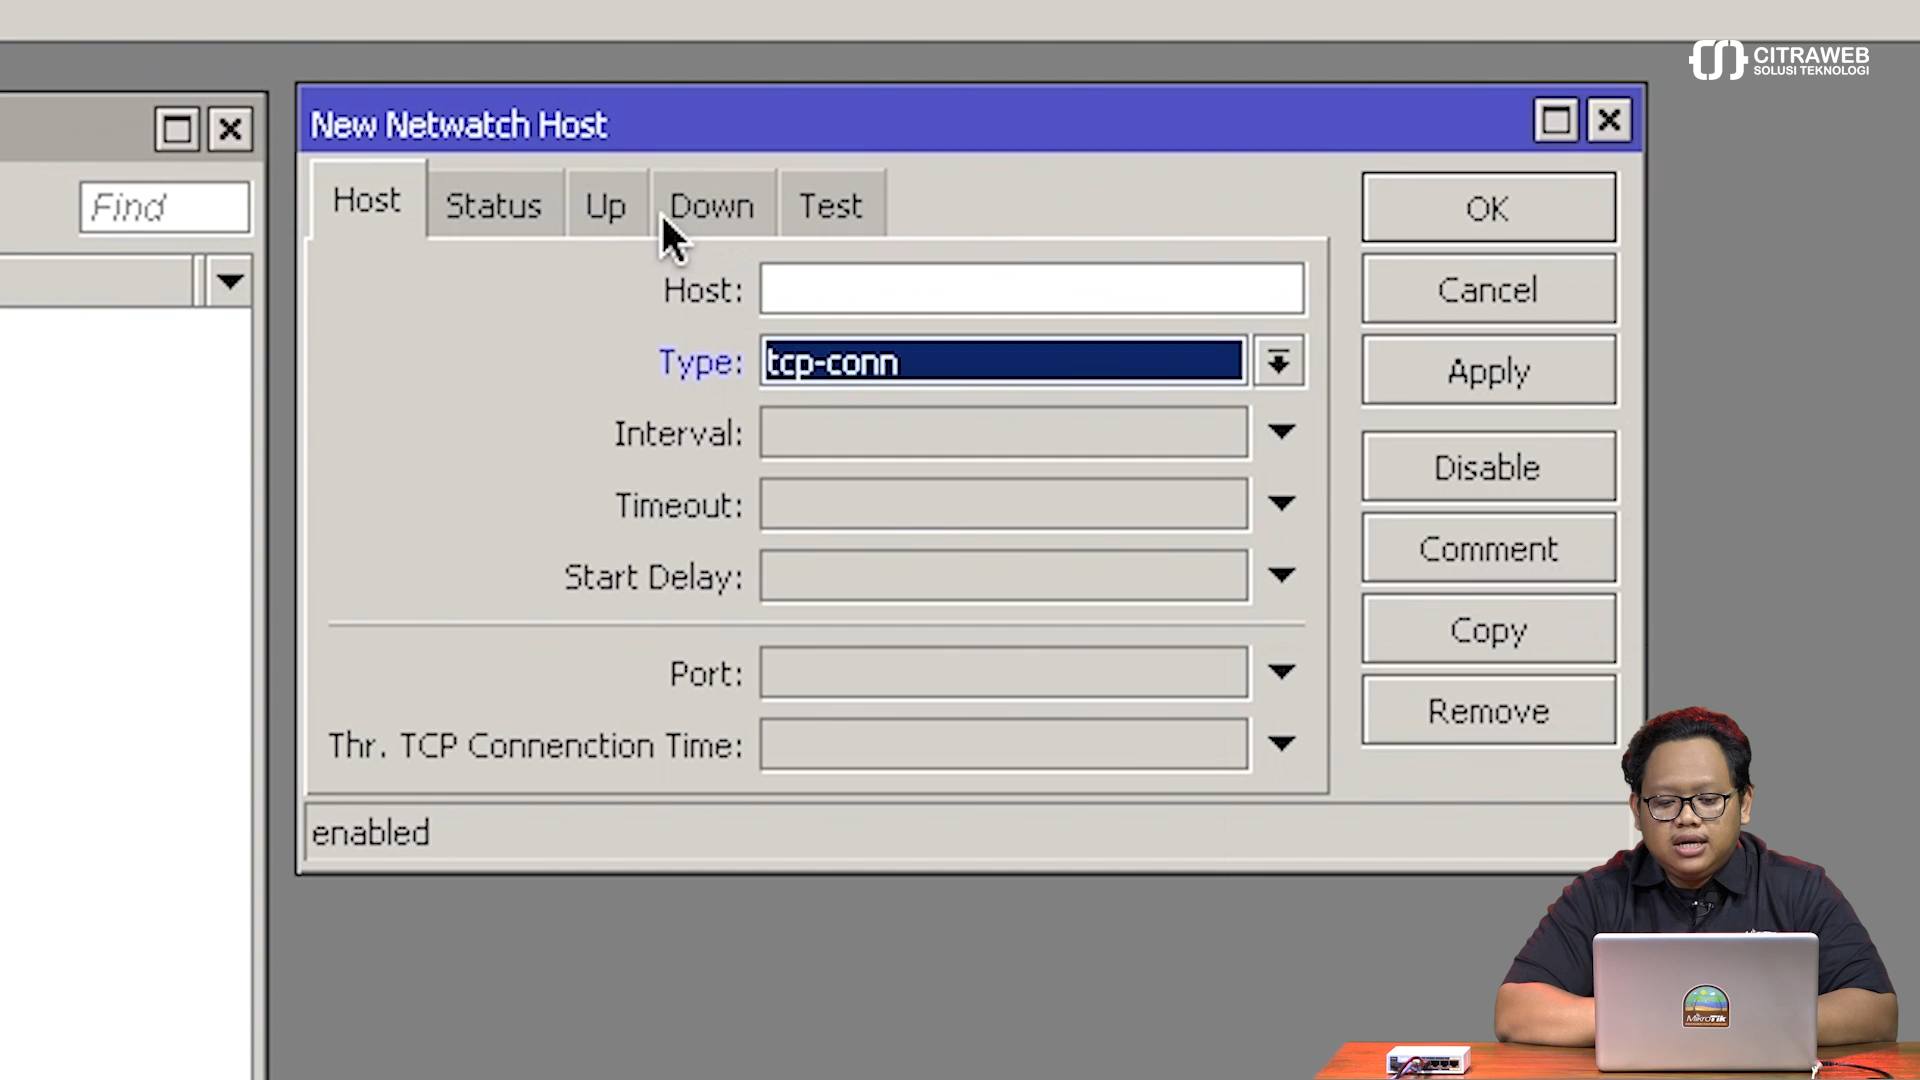 CITRAWEB
SOLUSI TEKNOLOGI
New Netwatch Host
Find
Host Status Up Down Test
OK
Host:
Cancel
Type: tcp-conn
Apply
Interval:
Disable
Timeout:
Comment
Start Delay:
Copy
Port:
Remove
Thr. TCP Connenction Time:
enabled
MikroTik